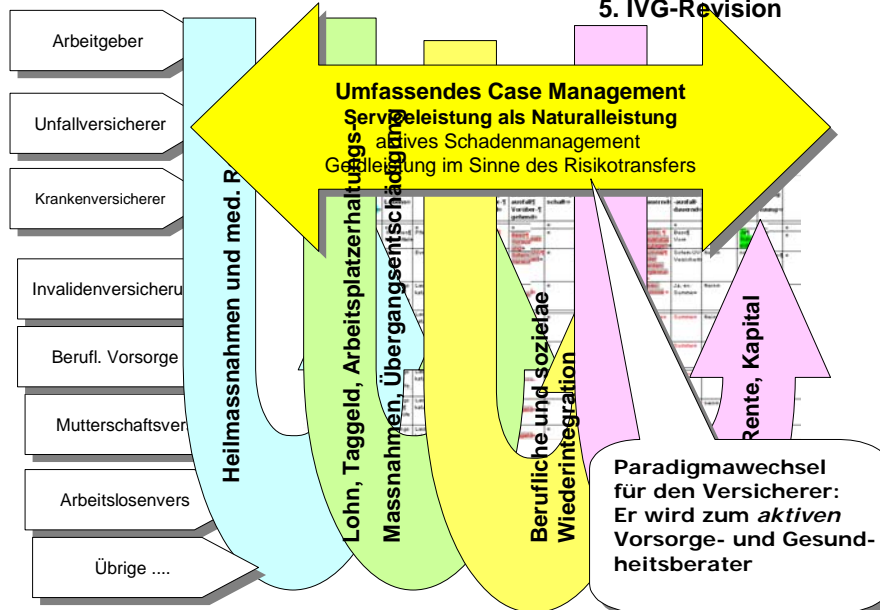 5. IVG-Revision
Arbeitgeber
Unfallversicherer
Krankenversicherer
Invalidenversicheru
Berufl. Vorsorge
Mutterschaftsver
Arbeitslosenvers
Übrige ....
Umfassendes Case Management
Serviceleistung als Naturalleistung
aktives Schadenmanagement
Geldleistung im Sinne des Risikotransfers
Heilmassnahmen und med. R
Lohn, Taggeld, Arbeitsplatzerhaltungs-
Massnahmen, Übergangsentschädigung
Berufliche und sozielae
Wiederintegration
Rente, Kapital
Paradigmawechsel
für den Versicherer:
Er wird zum aktiven
Vorsorge- und Gesund-
heitsberater